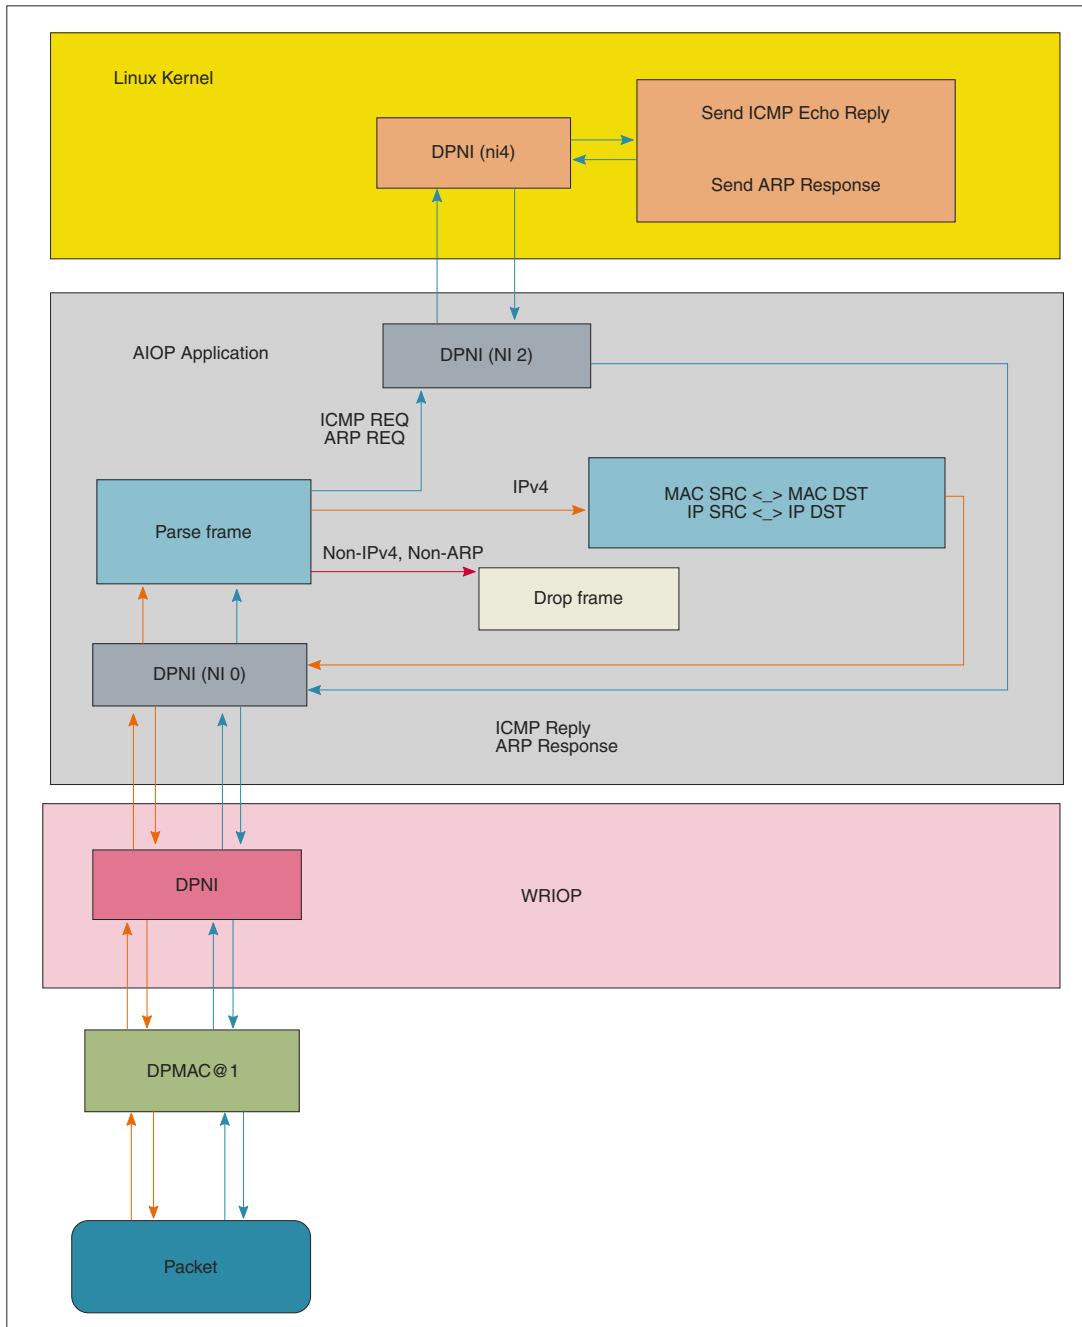 Linux Kernel
Send ICMP Echo Reply
DPNI (ni4)
Send ARP Response
AIOP Application
DPNI (NI 2)
ICMP REQ
ARP REQ
IPv4
MAC SRC <_> MAC DST
IP SRC <_> IP DST
Parse frame
Non-IPv4, Non-ARP
Drop frame
DPNI (NI 0)
ICMP Reply
ARP Response
DPNI
WRIOP
DPMAC@1
Packet